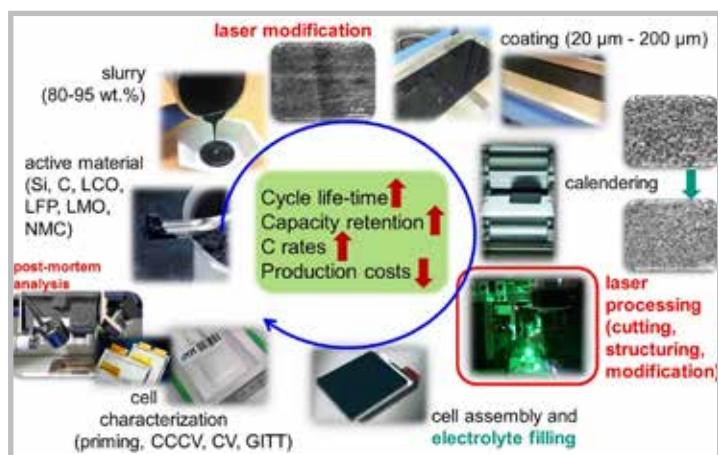 laser modification
coating (20 µm - 200 µm)
slurry
(80-95 wt.%)
active material
(Si, C, LCO,
LFP, LMO,
NMC)
calendering
Cycle life-time
Capacity retention
C rates
Production costs
post-mortem
analysis
laser
processing
(cutting,
structuring,
modification)
cell
characterization
(priming, CCCV, CV, GITT)
cell assembly and
electrolyte filling